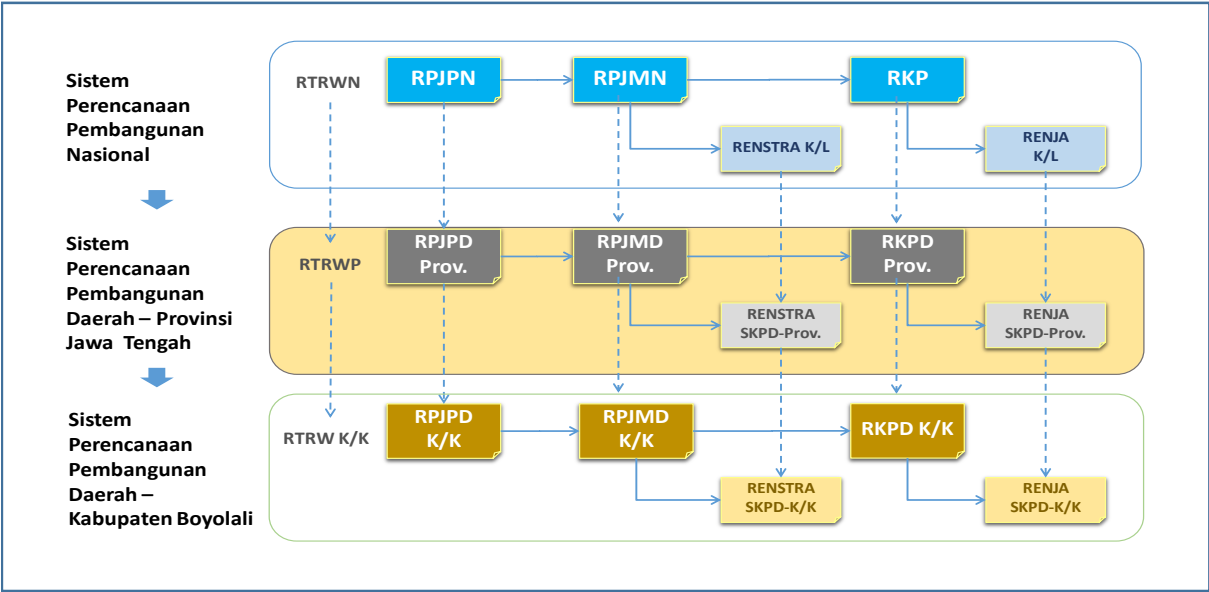 Sistem
Perencanaan
Pembangunan
Nasional
RTRWN
RPJPN
RPJMN
RKP
RENSTRA K/L
RENJA
K/L
Sistem
Perencanaan
Pembangunan
Daerah – Provinsi
Jawa Tengah
RTRWP
RPJPD
Prov.
RPJMD
Prov.
RKPD
Prov.
RENSTRA
SKPD-Prov.
RENJA
SKPD-Prov.
Sistem
Perencanaan
Pembangunan
Daerah –
Kabupaten Boyolali
RTRW K/K
RPJPD
K/K
RPJMD
K/K
RKPD K/K
RENSTRA
SKPD-K/K
RENJA
SKPD-K/K